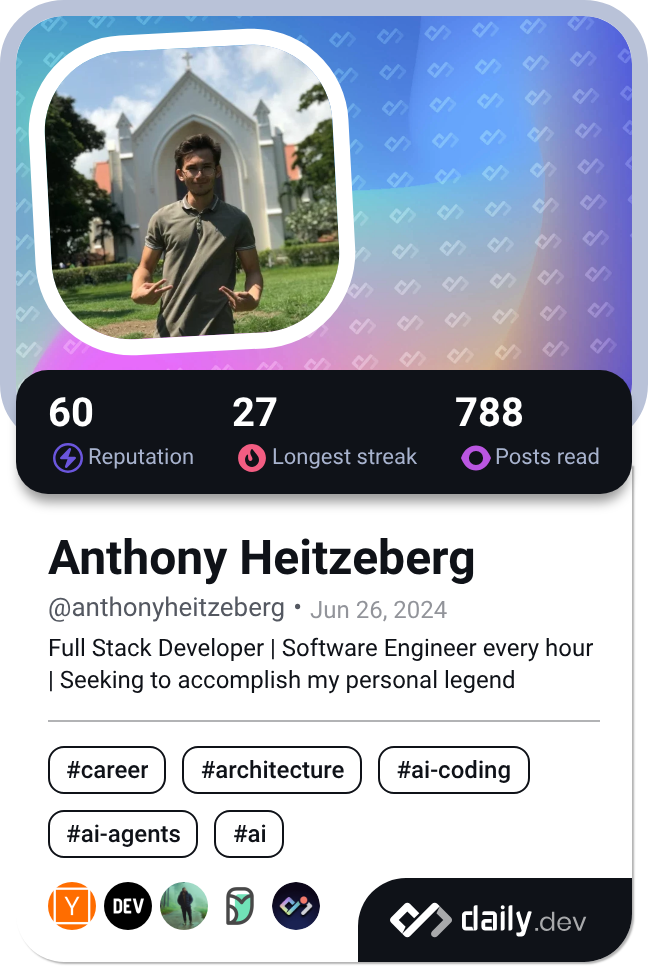 60 27 788
Reputation Longest streak Posts read
Anthony Heitzeberg
@anthonyheitzeberg • Jun 26, 2024
Full Stack Developer | Software Engineer every hour
| Seeking to accomplish my personal legend
#career #architecture #ai-coding
#ai-agents #ai
Y DEV daily.dev